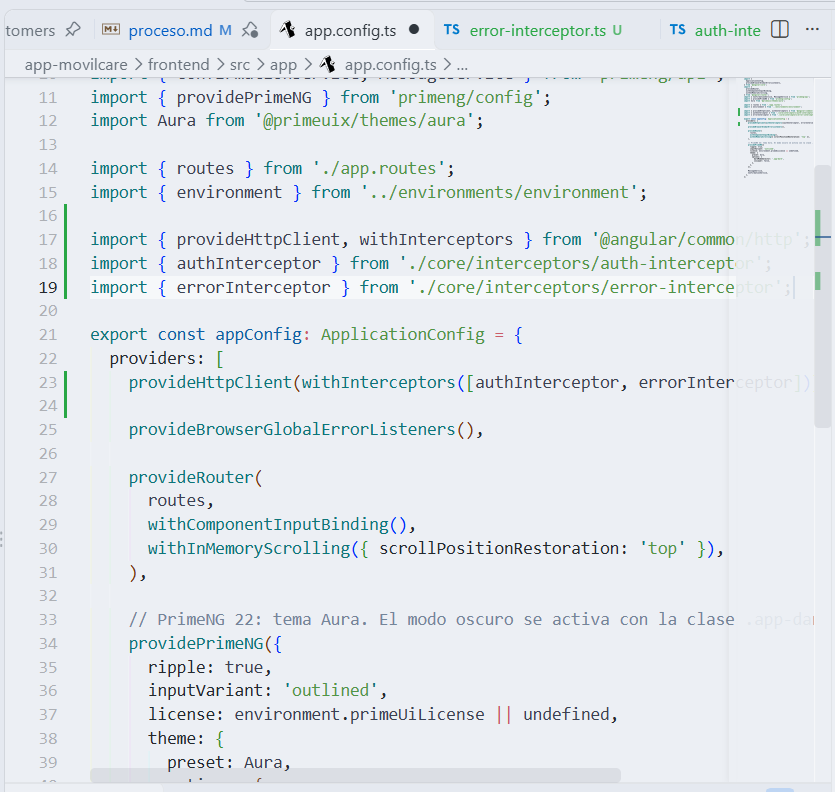 tomers proceso.md M app.config.ts error-interceptor.ts U auth-inte
app-movilcare > frontend > src > app > app.config.ts > ...
11 import { providePrimeNG } from 'primeng/config';
12 import Aura from '@primeuix/themes/aura';
13
14 import { routes } from './app.routes';
15 import { environment } from '../environments/environment';
16
17 import { provideHttpClient, withInterceptors } from '@angular/common/http';
18 import { authInterceptor } from './core/interceptors/auth-interceptor';
19 import { errorInterceptor } from './core/interceptors/error-interceptor';
20
21 export const appConfig: ApplicationConfig = {
22 providers: [
23 provideHttpClient(withInterceptors([authInterceptor, errorInterceptor])
24
25 provideBrowserGlobalErrorListeners(),
26
27 provideRouter(
28 routes,
29 withComponentInputBinding(),
30 withInMemoryScrolling({ scrollPositionRestoration: 'top' }),
31 ),
32
33 // PrimeNG 22: tema Aura. El modo oscuro se activa con la clase .app-da
34 providePrimeNG({
35 ripple: true,
36 inputVariant: 'outlined',
37 license: environment.primeUiLicense || undefined,
38 theme: {
39 preset: Aura,